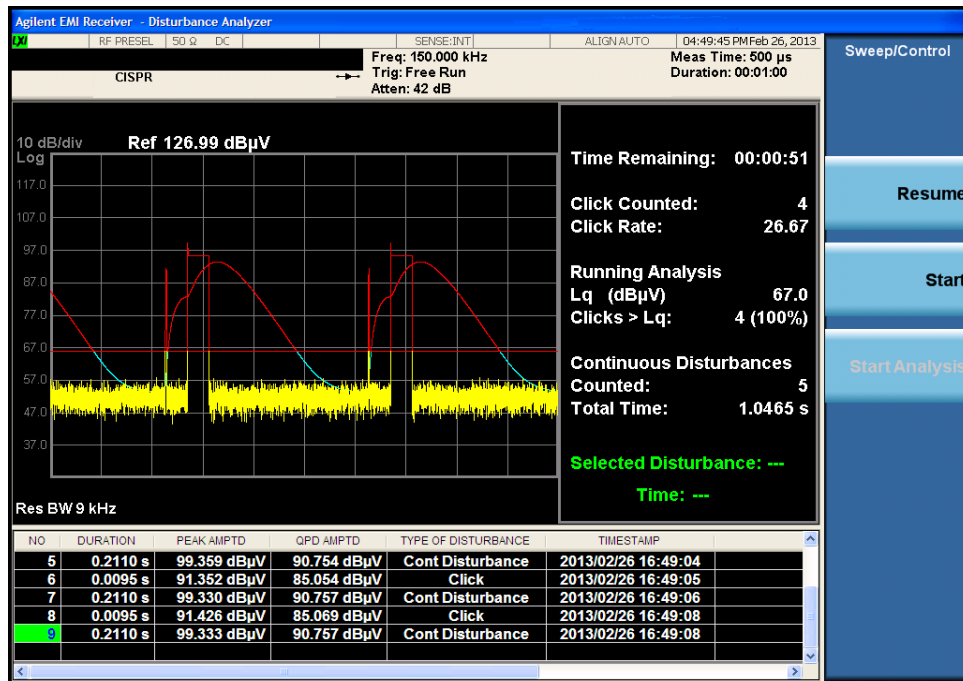 Agilent EMI Receiver - Disturbance Analyzer
LXI RF PRESEL 50 Ω DC SENSE:INT ALIGN AUTO 04:49:45 PM Feb 26, 2013
Freq: 150.000 kHz Meas Time: 500 µs
CISPR Trig: Free Run Duration: 00:01:00
Atten: 42 dB
Sweep/Control
10 dB/div Ref 126.99 dBµV
Log
117.0
107.0
97.0
87.0
77.0
67.0
57.0
47.0
37.0
Res BW 9 kHz
Time Remaining: 00:00:51
Click Counted: 4
Click Rate: 26.67
Running Analysis
Lq (dBµV) 67.0
Clicks > Lq: 4 (100%)
Continuous Disturbances
Counted: 5
Total Time: 1.0465 s
Selected Disturbance: ---
Time: ---
Resume
Start
Start Analysis
NO DURATION PEAK AMPTD QPD AMPTD TYPE OF DISTURBANCE TIMESTAMP
5 0.2110 s 99.359 dBµV 90.754 dBµV Cont Disturbance 2013/02/26 16:49:04
6 0.0095 s 91.352 dBµV 85.054 dBµV Click 2013/02/26 16:49:05
7 0.2110 s 99.330 dBµV 90.757 dBµV Cont Disturbance 2013/02/26 16:49:06
8 0.0095 s 91.426 dBµV 85.069 dBµV Click 2013/02/26 16:49:08
9 0.2110 s 99.333 dBµV 90.757 dBµV Cont Disturbance 2013/02/26 16:49:08